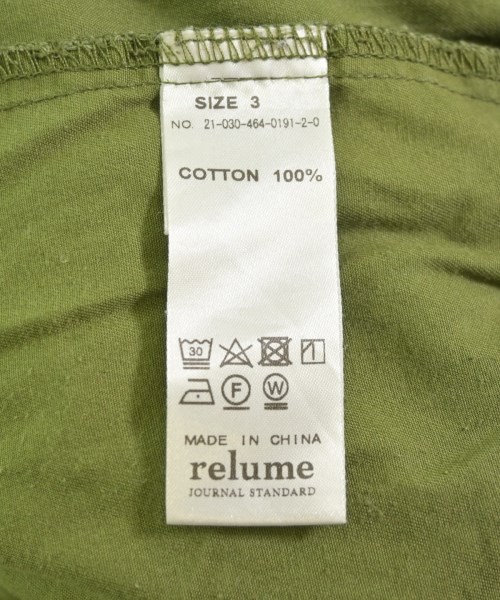 SIZE 3
NO. 21-030-464-0191-2-0
COTTON 100%
30
F W
MADE IN CHINA
relume
JOURNAL STANDARD